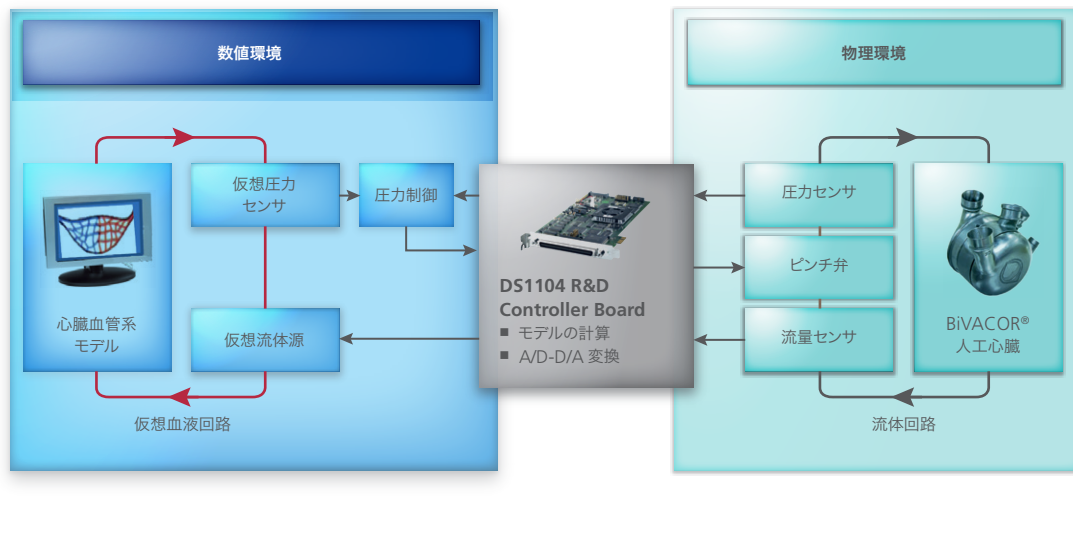 数値環境
物理環境
仮想圧力
センサ
圧力制御
心臓血管系
モデル
仮想流体源
仮想血液回路
DS1104 R&D
Controller Board
■ モデルの計算
■ A/D-D/A 変換
圧力センサ
ピンチ弁
流量センサ
BiVACOR®
人工心臓
流体回路